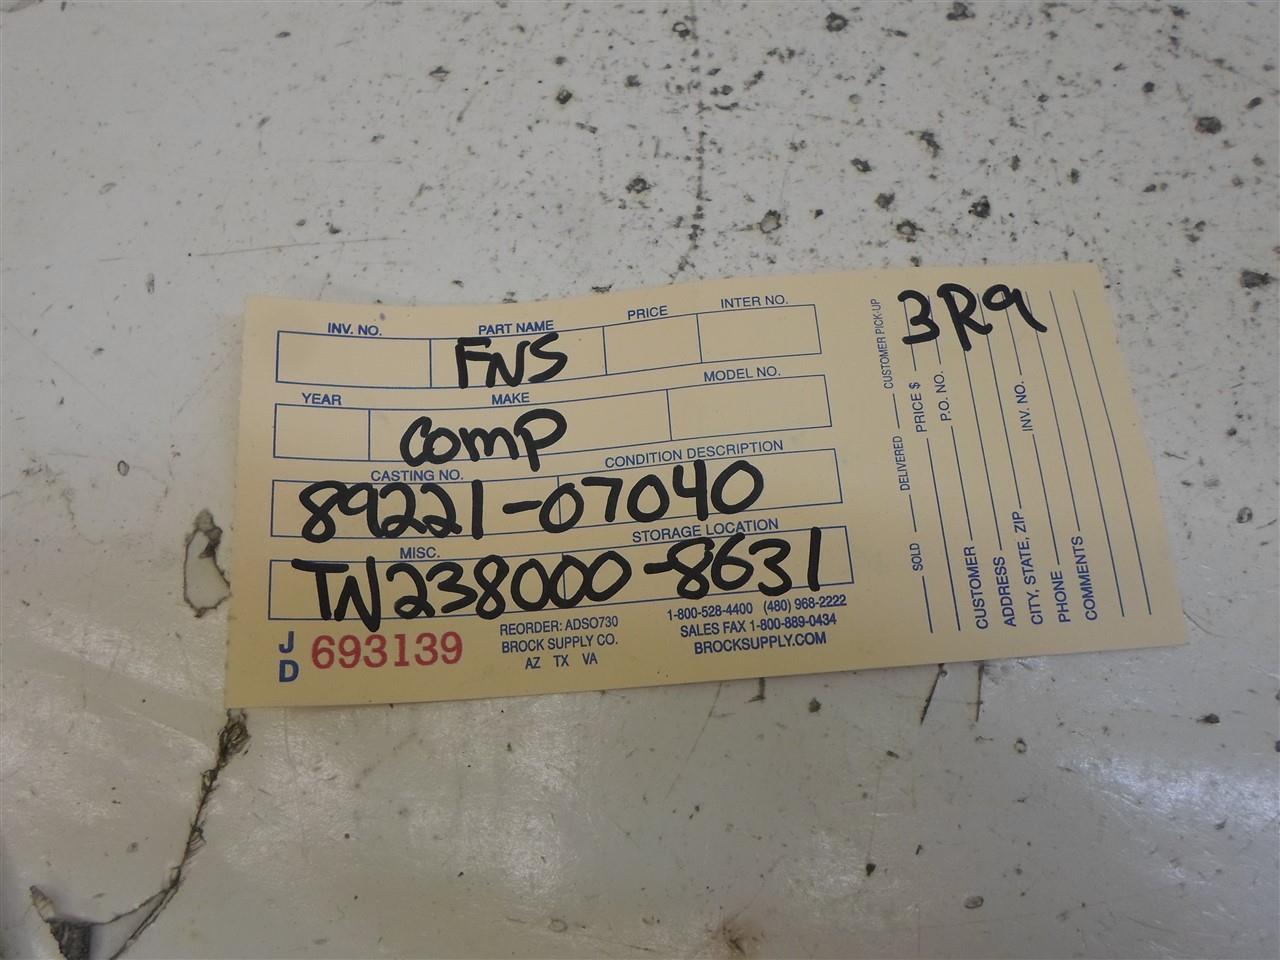 INV. NO. PART NAME PRICE INTER NO.
FNS
YEAR MAKE MODEL NO.
COMP
CASTING NO. CONDITION DESCRIPTION
89221-07040
MISC. STORAGE LOCATION
TN238000-8631
JD 693139
REORDER: ADSO730
BROCK SUPPLY CO.
AZ TX VA
1-800-528-4400 (480) 968-2222
SALES FAX 1-800-889-0434
BROCKSUPPLY.COM
3R9
SOLD DELIVERED CUSTOMER PICK-UP
PRICE $
P.O. NO.
CUSTOMER
ADDRESS INV. NO.
CITY, STATE, ZIP
PHONE
COMMENTS